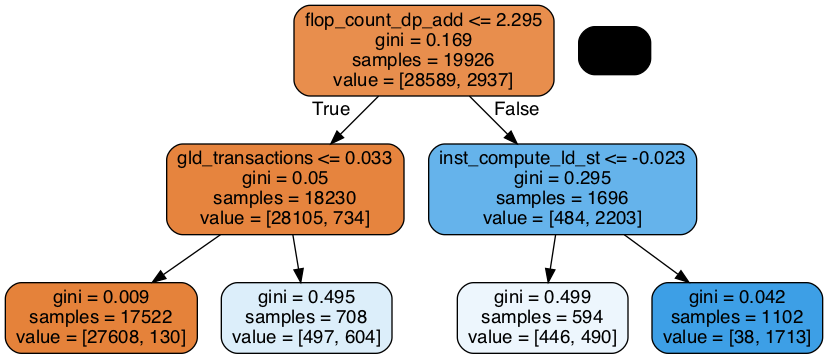 flop_count_dp_add <= 2.295
gini = 0.169
samples = 19926
value = [28589, 2937]
True
False
gld_transactions <= 0.033
gini = 0.05
samples = 18230
value = [28105, 734]
inst_compute_ld_st <= -0.023
gini = 0.295
samples = 1696
value = [484, 2203]
gini = 0.009
samples = 17522
value = [27608, 130]
gini = 0.495
samples = 708
value = [497, 604]
gini = 0.499
samples = 594
value = [446, 490]
gini = 0.042
samples = 1102
value = [38, 1713]